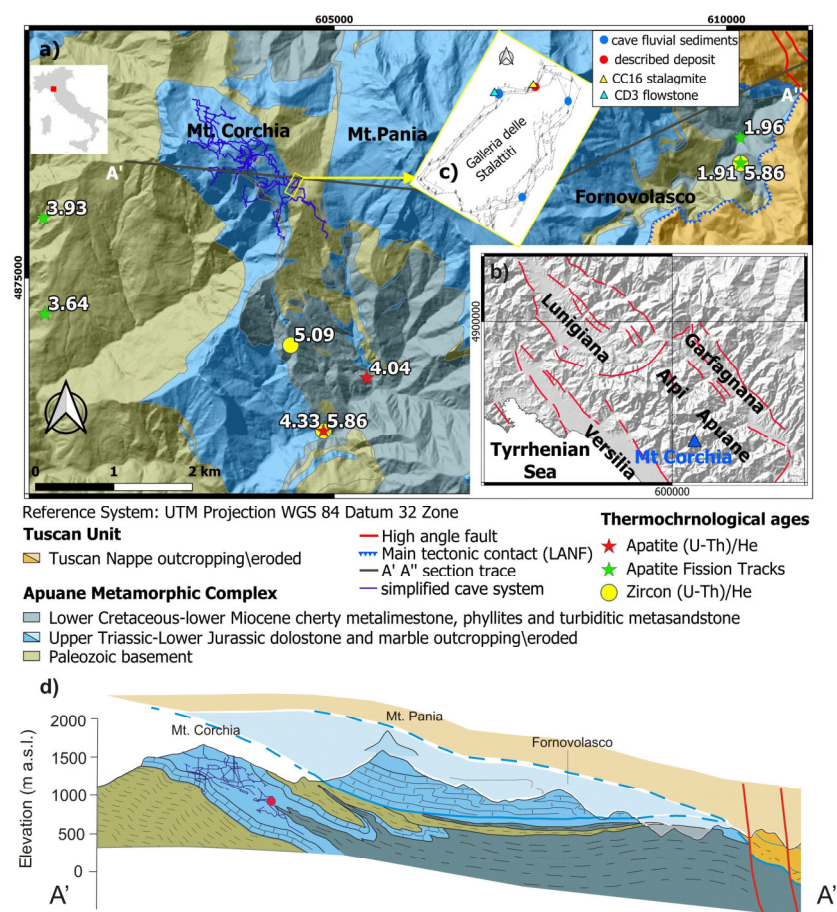 605000
610000
a)
cave fluvial sediments
described deposit
CC16 stalagmite
CD3 flowstone
A''
Mt. Corchia
Mt.Pania
c)
Galleria delle
Stalattiti
1.96
1.91 5.86
A'
Fornovolasco
3.93
4875000
3.64
5.09
4.04
4.33 5.86
0 1 2 km
b)
4900000
Lunigiana
Garfagnana
Alpi
Apuane
Versilia
Mt Corchia
Tyrrhenian
Sea
600000
Reference System: UTM Projection WGS 84 Datum 32 Zone
Tuscan Unit
Tuscan Nappe outcropping\eroded
High angle fault
Main tectonic contact (LANF)
A' A'' section trace
simplified cave system
Thermochrnological ages
Apatite (U-Th)/He
Apatite Fission Tracks
Zircon (U-Th)/He
Apuane Metamorphic Complex
Lower Cretaceous-lower Miocene cherty metalimestone, phyllites and turbiditic metasandstone
Upper Triassic-Lower Jurassic dolostone and marble outcropping\eroded
Paleozoic basement
d)
Elevation (m a.s.l.)
2000
1500
1000
500
0
Mt. Corchia
Mt. Pania
Fornovolasco
A'
A'